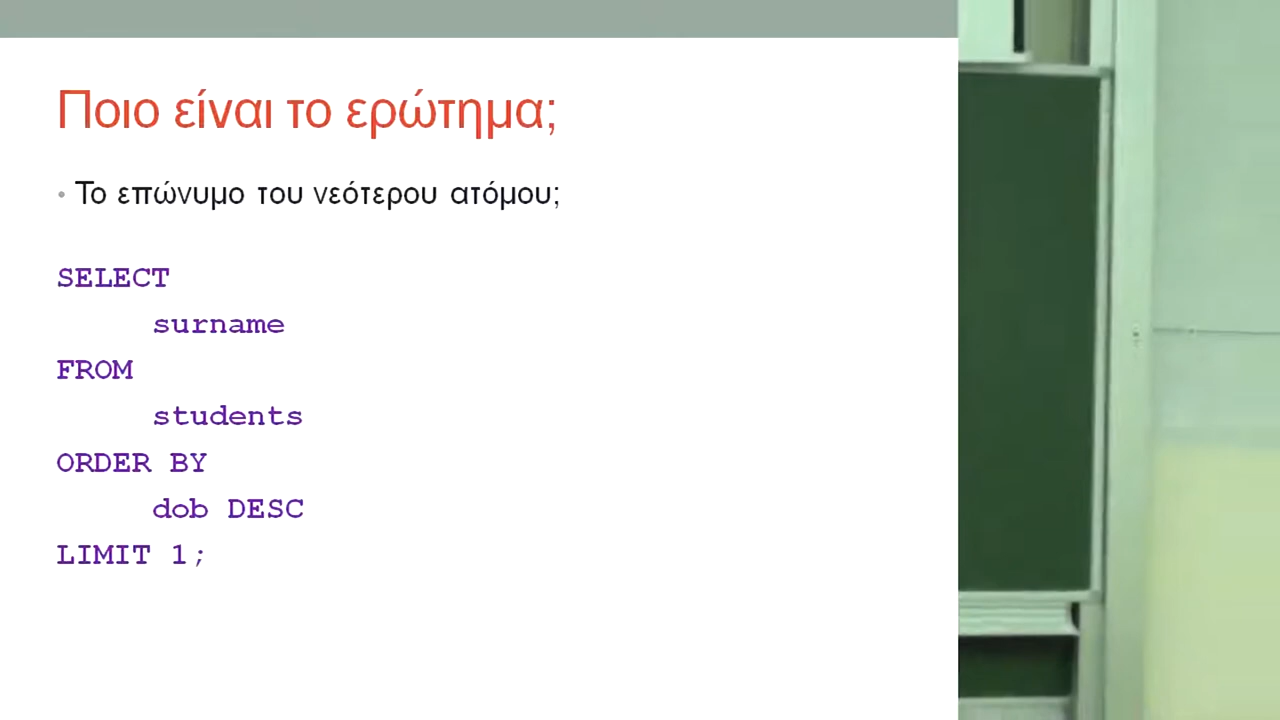 Ποιο είναι το ερώτημα;
• Το επώνυμο του νεότερου ατόμου;
SELECT
surname
FROM
students
ORDER BY
dob DESC
LIMIT 1;